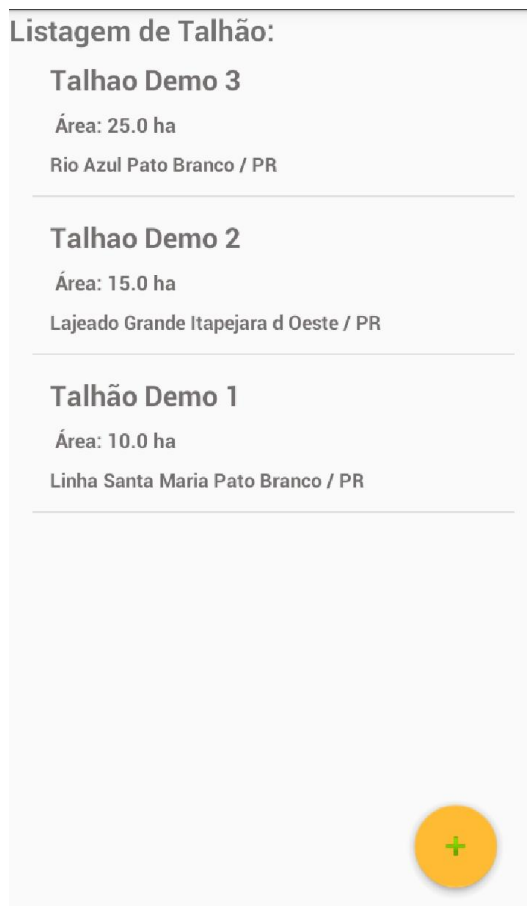 Listagem de Talhão:
Talhao Demo 3
Área: 25.0 ha
Rio Azul Pato Branco / PR
Talhao Demo 2
Área: 15.0 ha
Lajeado Grande Itapejara d Oeste / PR
Talhão Demo 1
Área: 10.0 ha
Linha Santa Maria Pato Branco / PR
+